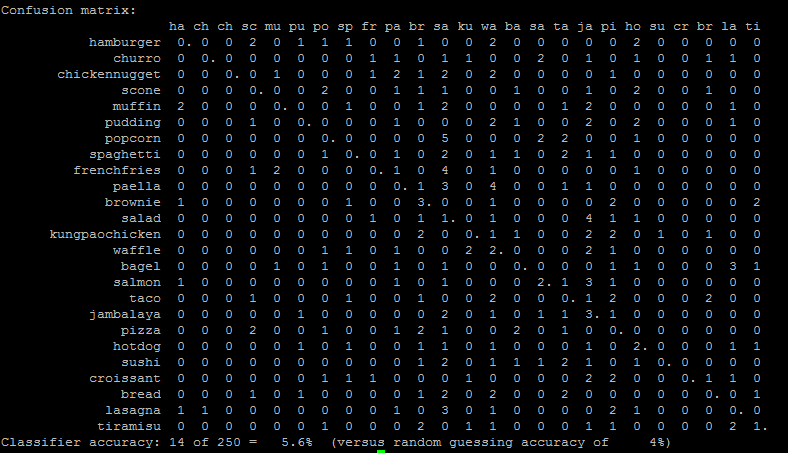 Confusion matrix:
ha ch ch sc mu pu po sp fr pa br sa ku wa ba sa ta ja pi ho su cr br la ti
hamburger 0. 0 0 2 0 1 1 1 0 0 1 0 0 2 0 0 0 0 0 2 0 0 0 0 0
churro 0 0. 0 0 0 0 0 0 1 1 0 1 1 0 0 2 0 1 0 1 0 0 1 1 0
chickennugget 0 0 0. 0 1 0 0 0 1 2 1 2 0 2 0 0 0 0 1 0 0 0 0 0 0
scone 0 0 0 0. 0 0 2 0 0 1 1 1 0 0 1 0 0 1 0 2 0 0 1 0 0
muffin 2 0 0 0 0. 0 0 1 0 0 1 2 0 0 0 0 1 2 0 0 0 0 0 1 0
pudding 0 0 0 1 0 0. 0 0 0 1 0 0 0 2 1 0 0 2 0 2 0 0 0 1 0
popcorn 0 0 0 0 0 0 0. 0 0 0 0 5 0 0 0 2 2 0 0 1 0 0 0 0 0
spaghetti 0 0 0 0 0 0 1 0. 0 1 0 2 0 1 1 0 2 1 1 0 0 0 0 0 0
frenchfries 0 0 0 1 2 0 0 0 0. 1 0 4 0 1 0 0 0 0 0 1 0 0 0 0 0
paella 0 0 0 0 0 0 0 0 0 0. 1 3 0 4 0 0 1 1 0 0 0 0 0 0 0
brownie 1 0 0 0 0 0 0 1 0 0 3. 0 0 1 0 0 0 0 2 0 0 0 0 0 2
salad 0 0 0 0 0 0 0 0 1 0 1 1. 0 1 0 0 0 4 1 1 0 0 0 0 0
kungpaochicken 0 0 0 0 0 0 0 0 0 0 2 0 0. 1 1 0 0 2 2 0 1 0 1 0 0
waffle 0 0 0 0 0 0 1 1 0 1 0 0 2 2. 0 0 0 2 1 0 0 0 0 0 0
bagel 0 0 0 0 1 0 1 0 0 1 0 1 0 0 0. 0 0 0 1 1 0 0 0 3 1
salmon 1 0 0 0 0 0 0 0 0 1 0 1 0 0 0 2. 1 3 1 0 0 0 0 0 0
taco 0 0 0 1 0 0 0 1 0 0 1 0 0 2 0 0 0. 1 2 0 0 0 2 0 0
jambalaya 0 0 0 0 0 1 0 0 0 0 0 2 0 1 0 1 1 3. 1 0 0 0 0 0 0
pizza 0 0 0 2 0 0 1 0 0 1 2 1 0 0 2 0 1 0 0. 0 0 0 0 0 0
hotdog 0 0 0 0 0 1 0 1 0 0 1 1 0 1 0 0 0 1 0 2. 0 0 0 1 1
sushi 0 0 0 0 0 0 0 0 0 0 1 2 0 1 1 1 2 1 0 1 0. 0 0 0 0
croissant 0 0 0 0 0 0 1 1 1 0 0 0 0 1 0 0 0 2 2 0 0 0. 1 1 0
bread 0 0 0 1 0 1 0 0 0 0 1 2 0 2 0 0 2 0 0 0 0 0 0. 0 1
lasagna 1 1 0 0 0 0 0 0 0 1 0 3 0 1 0 0 0 0 2 1 0 0 0 0. 0
tiramisu 0 0 0 0 0 0 1 0 0 0 2 0 0 1 0 0 1 1 1 0 0 0 0 2 1.
Classifier accuracy: 14 of 250 = 5.6% (versus random guessing accuracy of 4%)